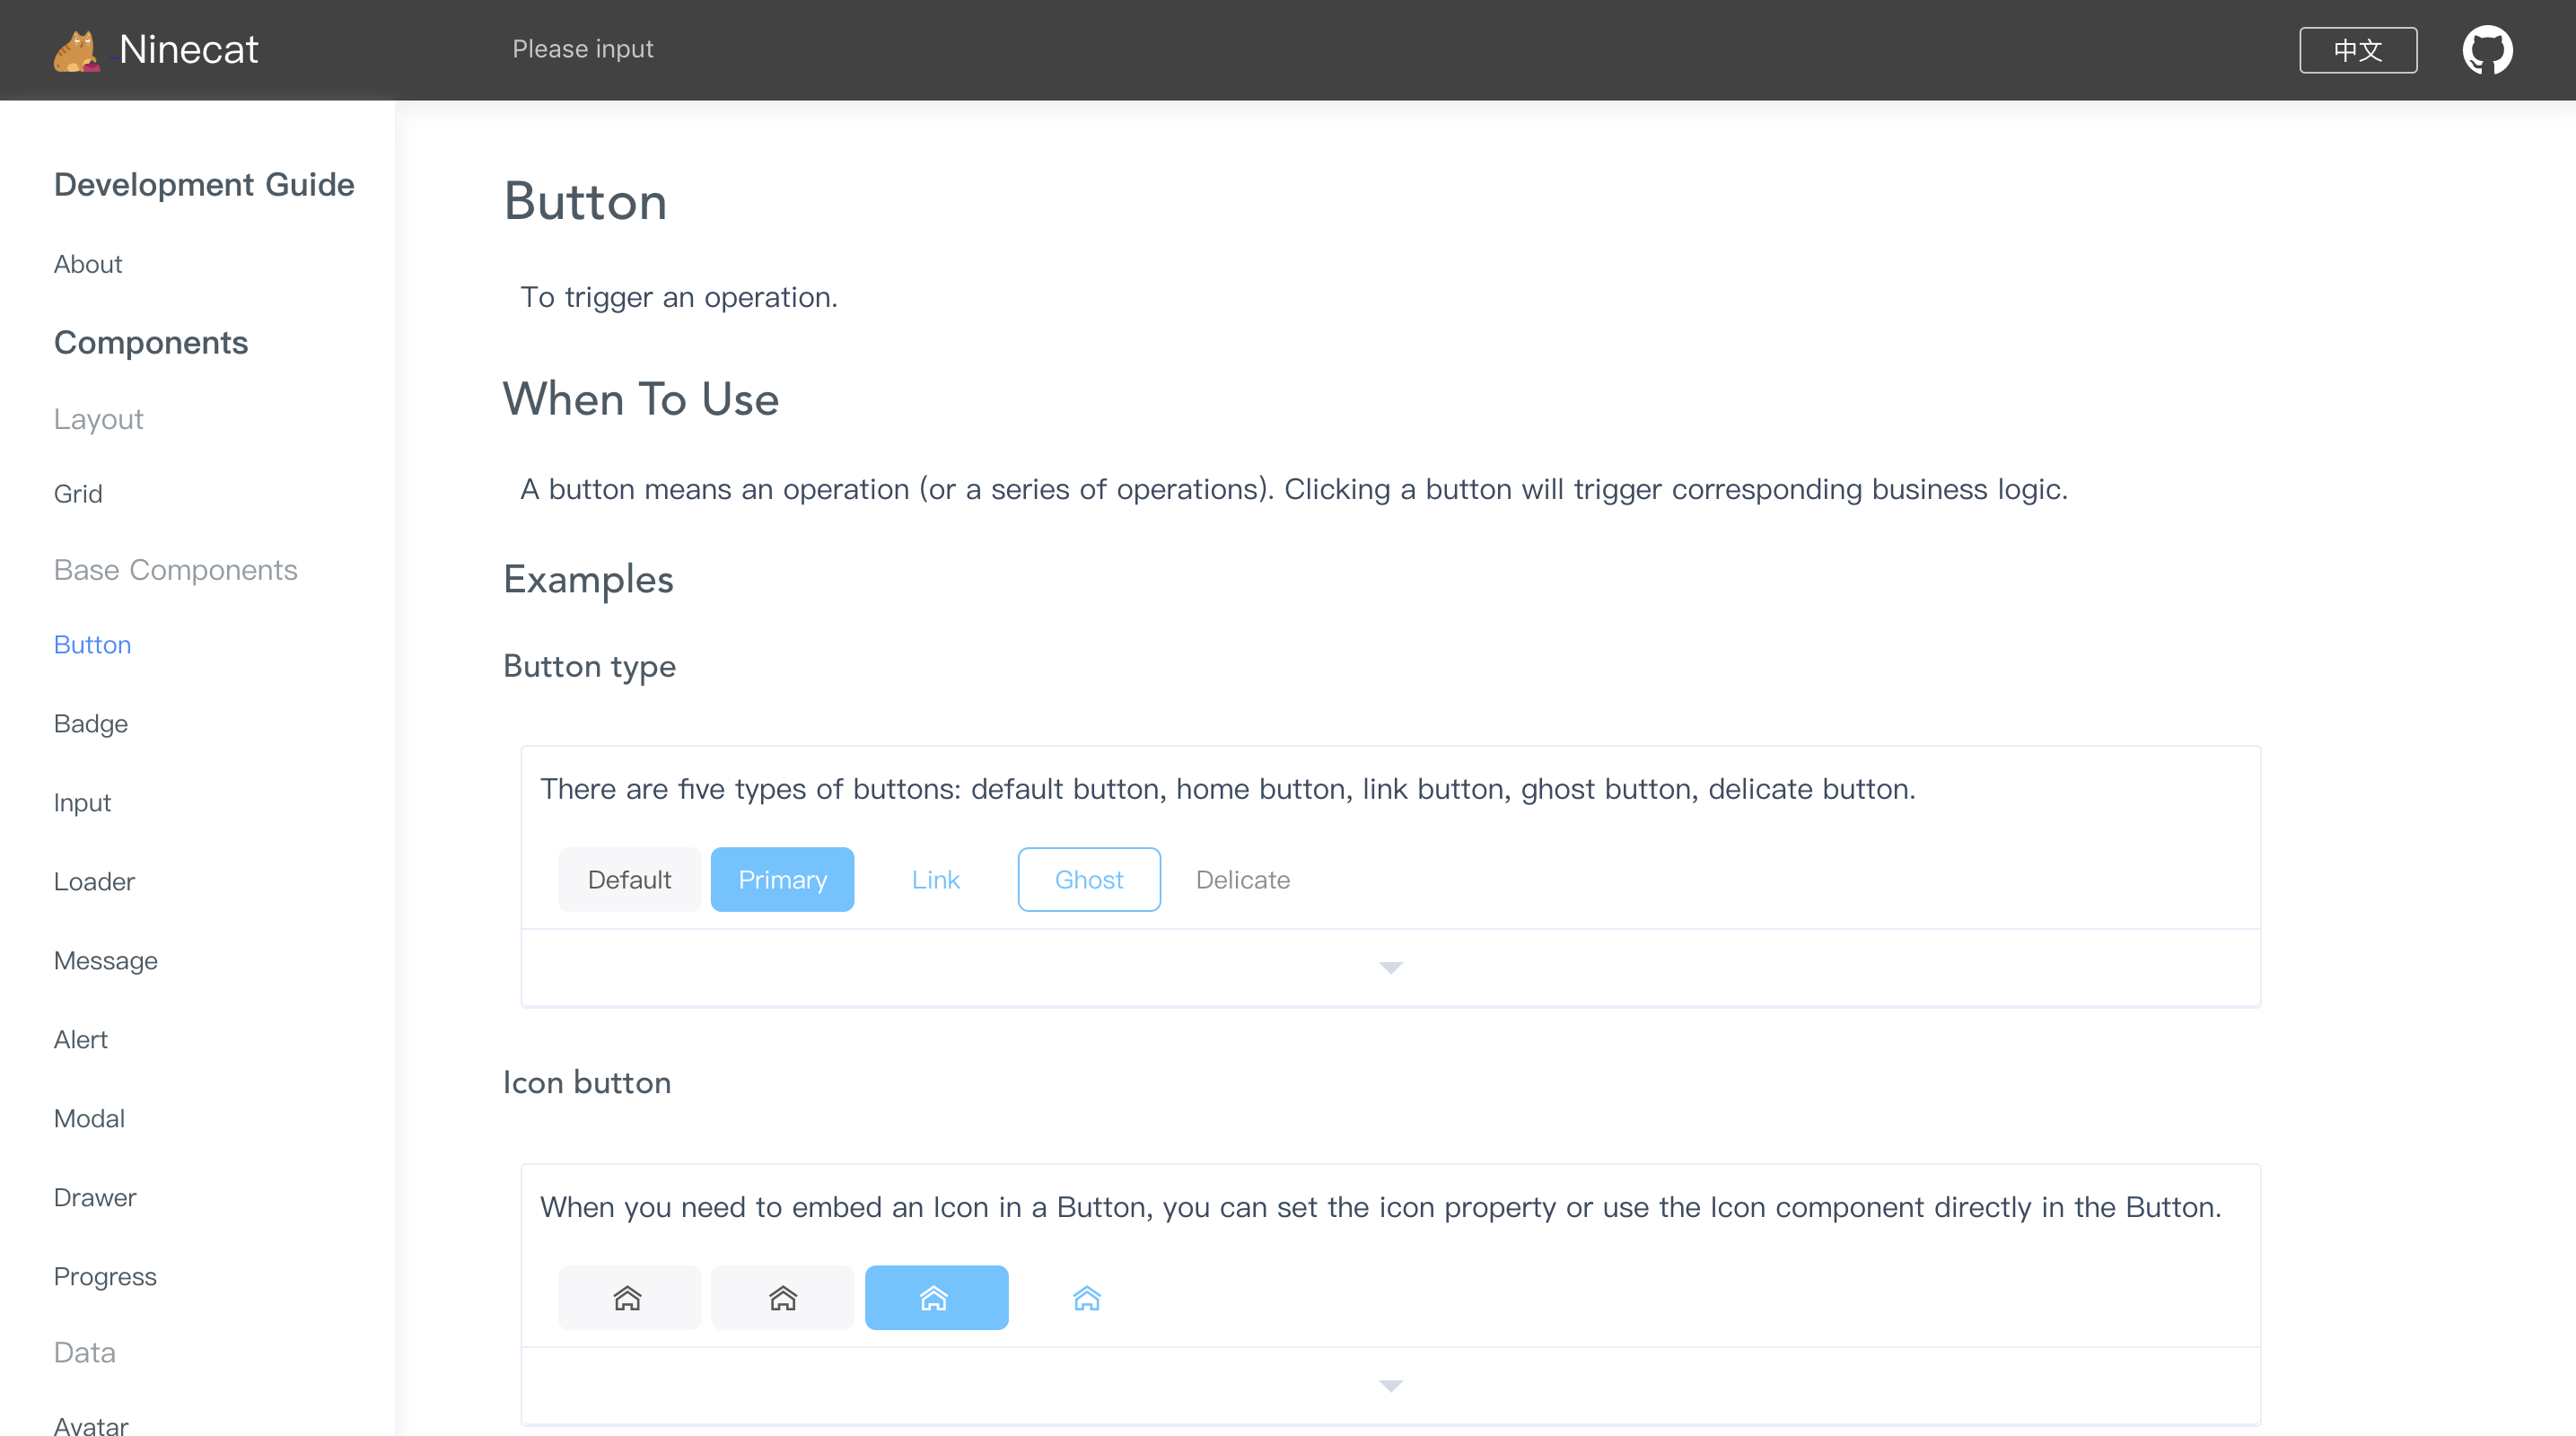 Ninecat
Please input
中文
Development Guide
About
Components
Layout
Grid
Base Components
Button
Badge
Input
Loader
Message
Alert
Modal
Drawer
Progress
Data
Avatar
Button
To trigger an operation.
When To Use
A button means an operation (or a series of operations). Clicking a button will trigger corresponding business logic.
Examples
Button type
There are five types of buttons: default button, home button, link button, ghost button, delicate button.
Default
Primary
Link
Ghost
Delicate
Icon button
When you need to embed an Icon in a Button, you can set the icon property or use the Icon component directly in the Button.